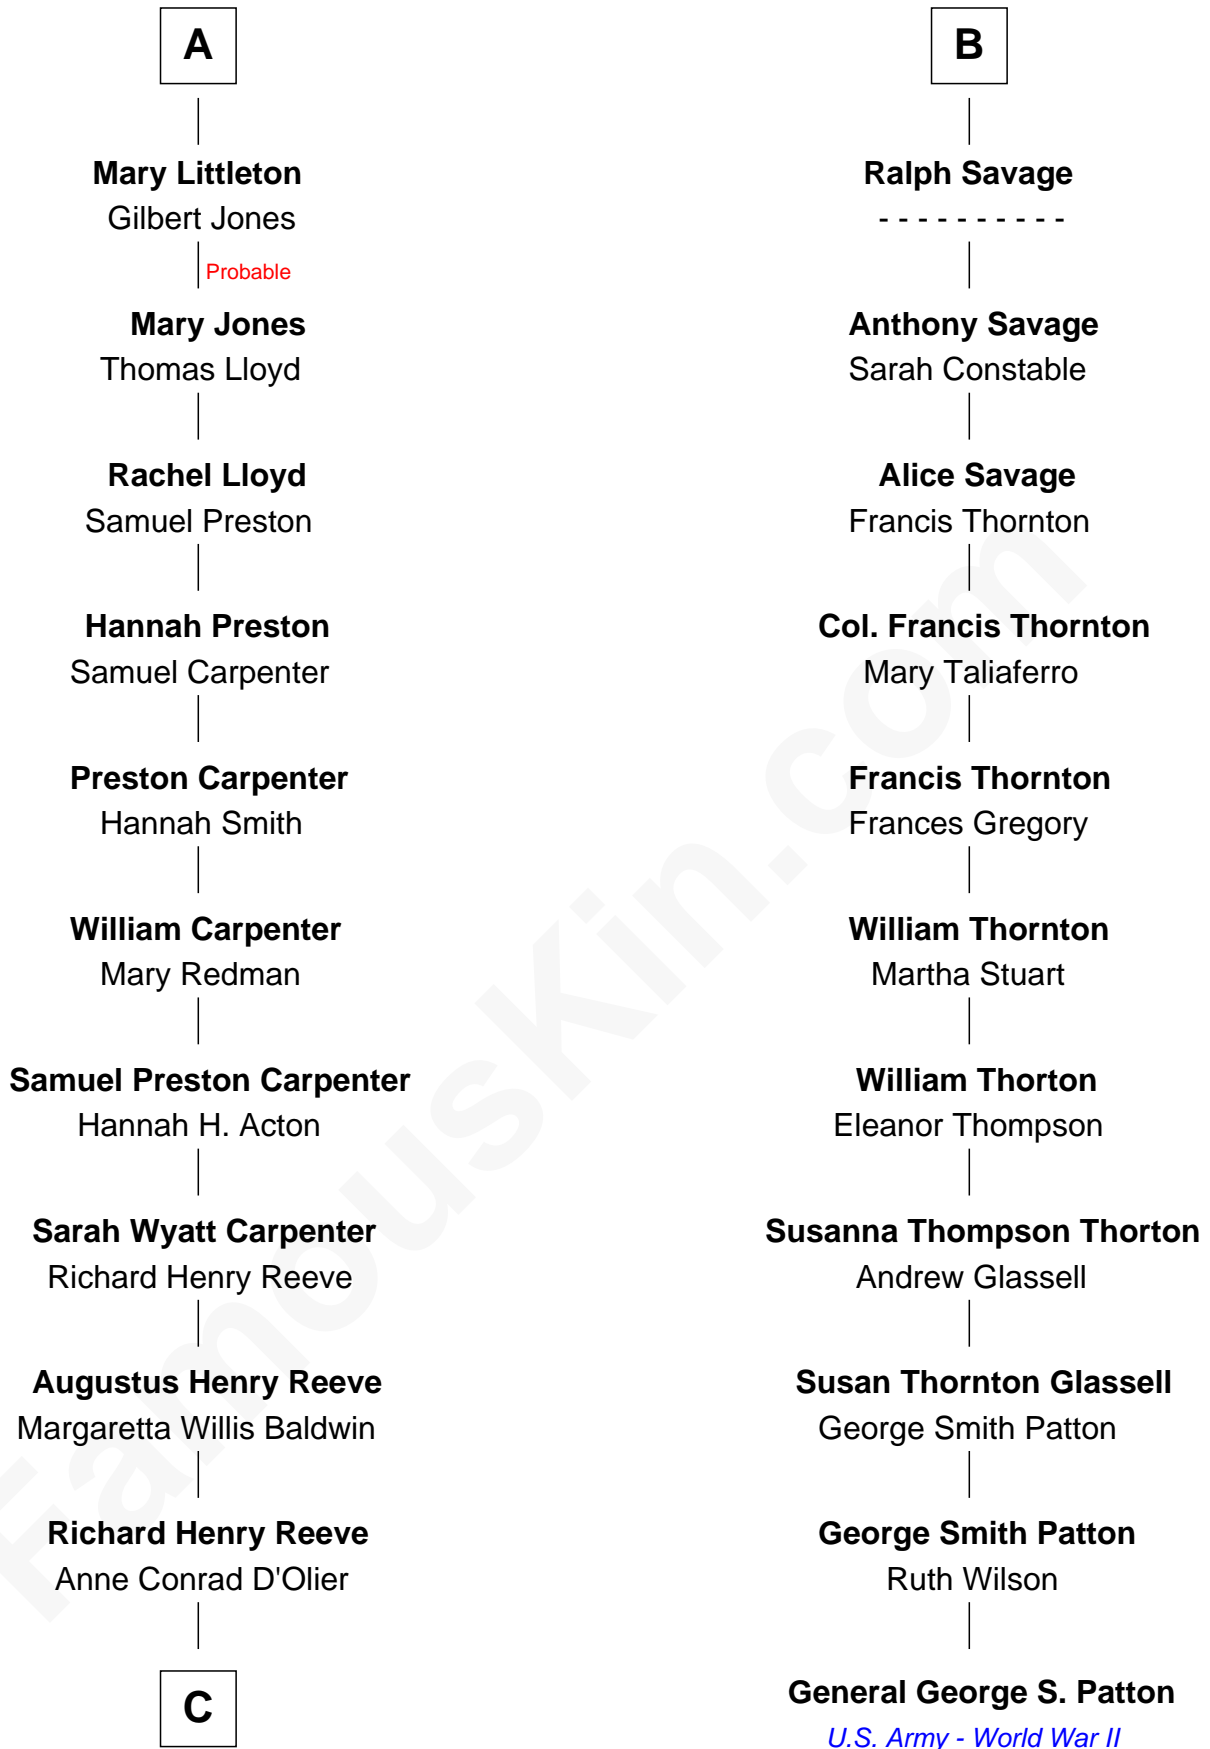 A
Mary Littleton
Gilbert Jones
Probable
Mary Jones
Thomas Lloyd
Rachel Lloyd
Samuel Preston
Hannah Preston
Samuel Carpenter
Preston Carpenter
Hannah Smith
William Carpenter
Mary Redman
Samuel Preston Carpenter
Hannah H. Acton
Sarah Wyatt Carpenter
Richard Henry Reeve
Augustus Henry Reeve
Margaretta Willis Baldwin
Richard Henry Reeve
Anne Conrad D'Olier
C
B
Ralph Savage
- - - - - - - - - -
Anthony Savage
Sarah Constable
Alice Savage
Francis Thornton
Col. Francis Thornton
Mary Taliaferro
Francis Thornton
Frances Gregory
William Thornton
Martha Stuart
William Thorton
Eleanor Thompson
Susanna Thompson Thorton
Andrew Glassell
Susan Thornton Glassell
George Smith Patton
George Smith Patton
Ruth Wilson
General George S. Patton
U.S. Army - World War II
FamousKin.com